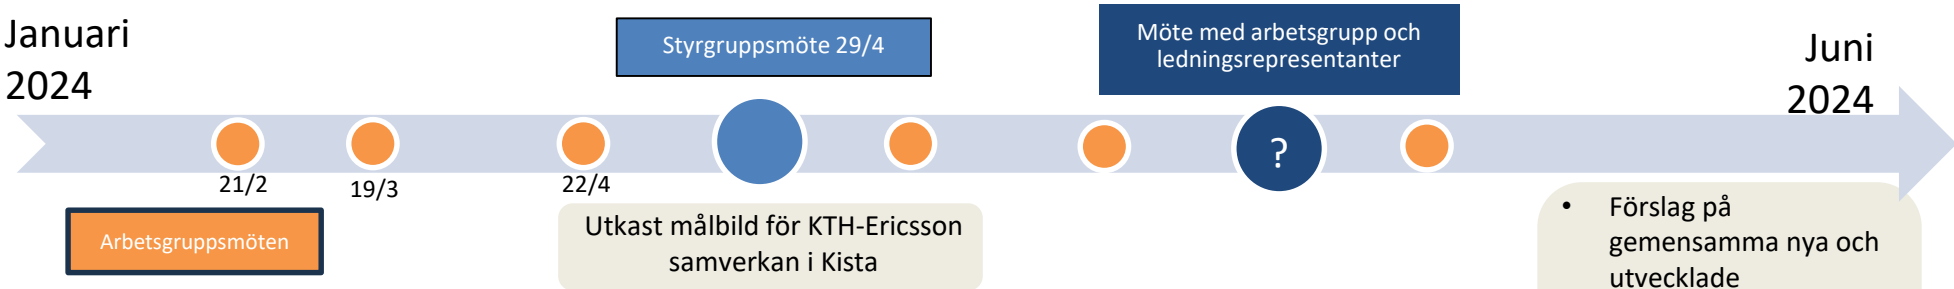 Januari
2024
Styrgruppsmöte 29/4
Möte med arbetsgrupp och
ledningsrepresentanter
Juni
2024
?
21/2
19/3
22/4
Arbetsgruppsmöten
Utkast målbild för KTH-Ericsson
samverkan i Kista
• Förslag på
gemensamma nya och
utvecklade